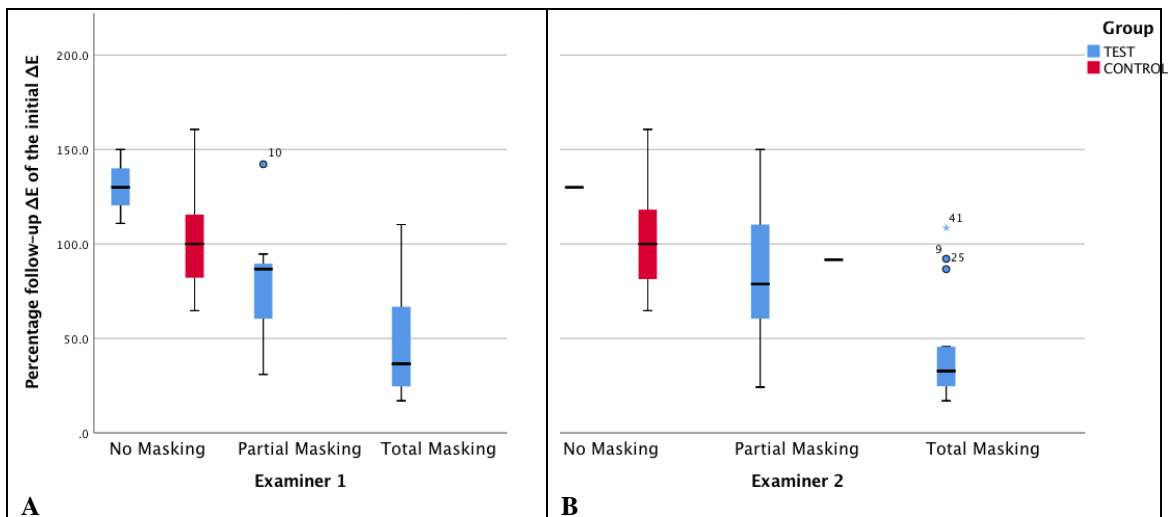 Percentage follow-up ΔE of the initial ΔE
200.0
150.0
100.0
50.0
.0
10
No Masking
Partial Masking
Total Masking
Examiner 1
A
Group
TEST
CONTROL
41
9
25
No Masking
Partial Masking
Total Masking
Examiner 2
B